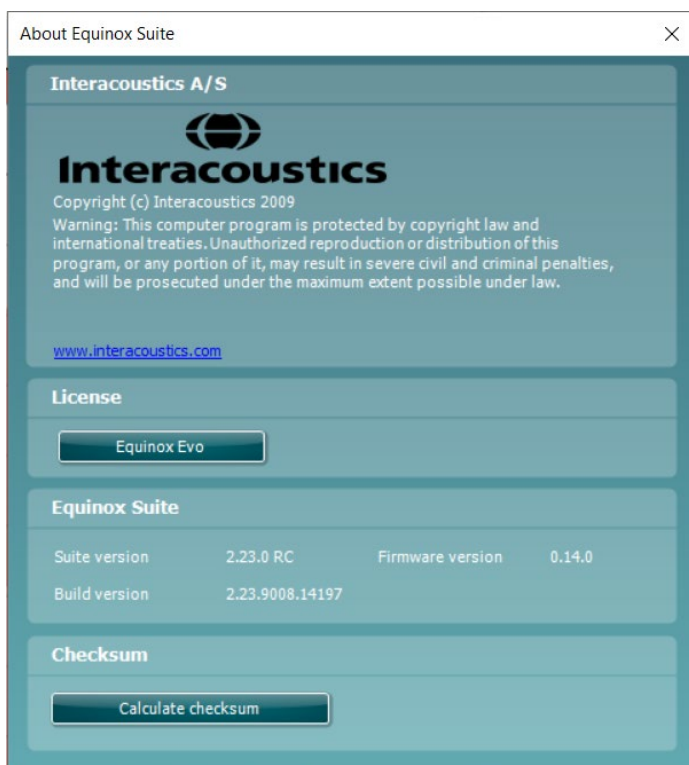 About Equinox Suite
Interacoustics A/S
Interacoustics
Copyright (c) Interacoustics 2009
Warning: This computer program is protected by copyright law and
international treaties. Unauthorized reproduction or distribution of this
program, or any portion of it, may result in severe civil and criminal penalties,
and will be prosecuted under the maximum extent possible under law.
www.interacoustics.com
License
Equinox Evo
Equinox Suite
Suite version 2.23.0 RC Firmware version 0.14.0
Build version 2.23.9008.14197
Checksum
Calculate checksum